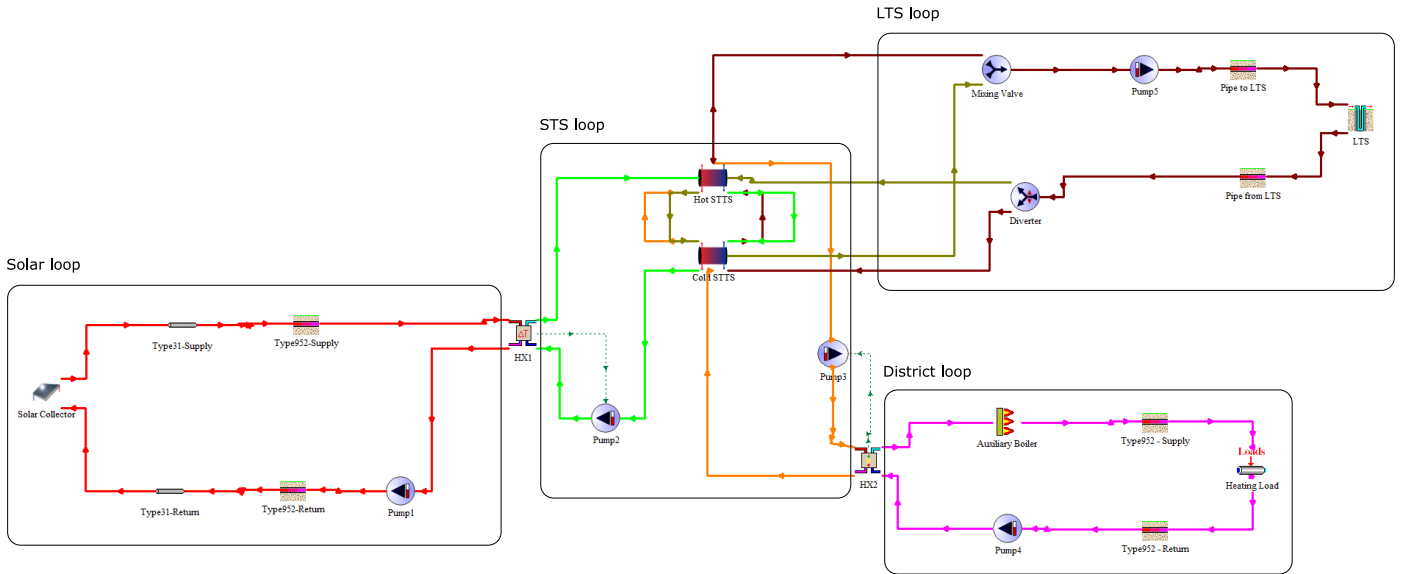 LTS loop
Mixing Valve
Pump5
Pipe to LTS
LTS
STS loop
Hot STTS
Diverter
Pipe from LTS
Cold STTS
Solar loop
Type31-Supply
Type952-Supply
ΔT
HX1
Solar Collector
Pump3
District loop
Pump2
Auxiliary Boiler
Type952 - Supply
Loads
HX2
Heating Load
Type31-Return
Type952-Return
Pump1
Pump4
Type952 - Return